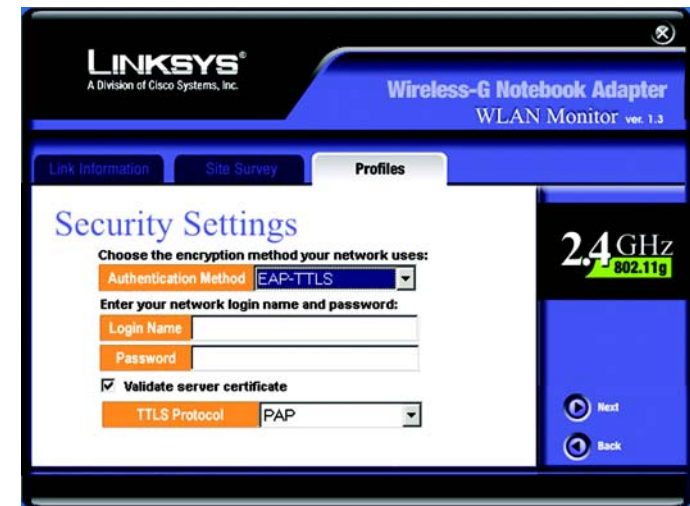 LINKSYS®
A Division of Cisco Systems, Inc.
Wireless-G Notebook Adapter
WLAN Monitor ver. 1.3
Link Information Site Survey Profiles
Security Settings
Choose the encryption method your network uses:
Authentication Method EAP-TTLS
Enter your network login name and password:
Login Name
Password
Validate server certificate
TTLS Protocol PAP
2.4 GHz
802.11g
Next
Back